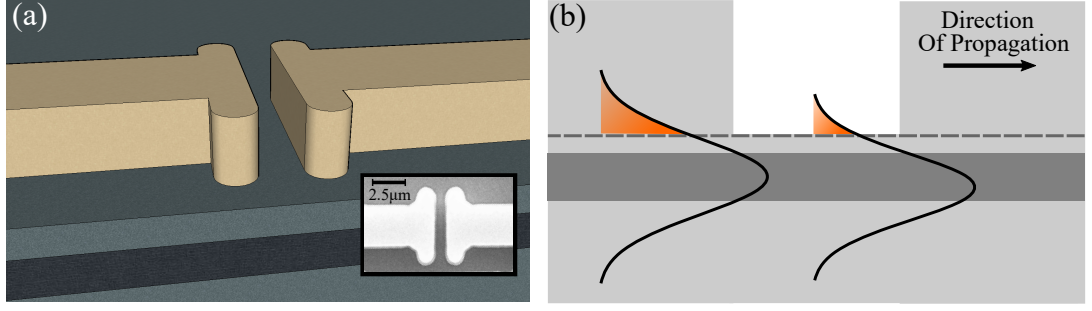 (a)
2.5μm
(b)
Direction
Of Propagation